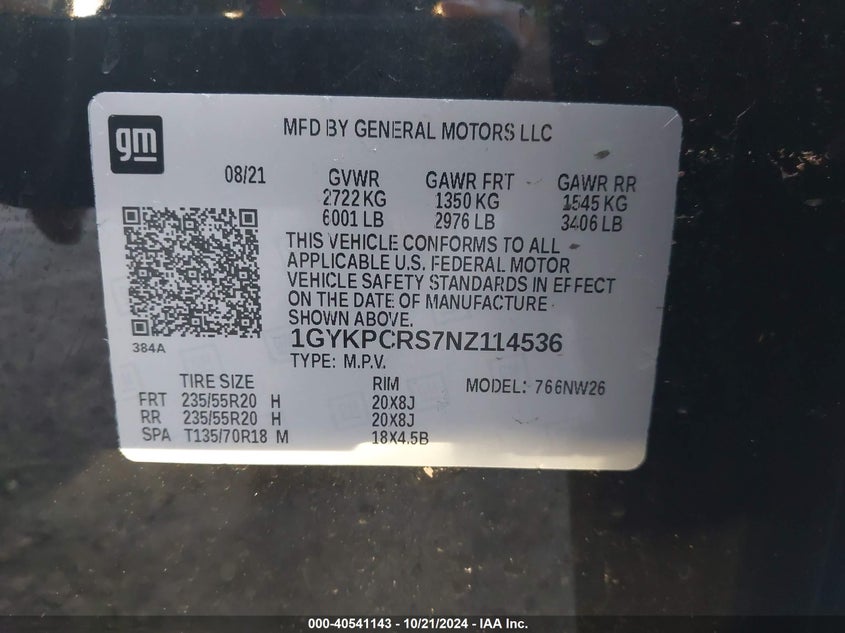 gm
MFD BY GENERAL MOTORS LLC
08/21 GVWR GAWR FRT GAWR RR
2722 KG 1350 KG 1545 KG
6001 LB 2976 LB 3406 LB
THIS VEHICLE CONFORMS TO ALL
APPLICABLE U.S. FEDERAL MOTOR
VEHICLE SAFETY STANDARDS IN EFFECT
ON THE DATE OF MANUFACTURE
SHOWN ABOVE.
384A
1GYKPCRS7NZ114536
TYPE: M.P.V.
TIRE SIZE RIM MODEL: 766NW26
FRT 235/55R20 H 20X8J
RR 235/55R20 H 20X8J
SPA T135/70R18 M 18X4.5B
000-40541143 - 10/21/2024 - IAA Inc.